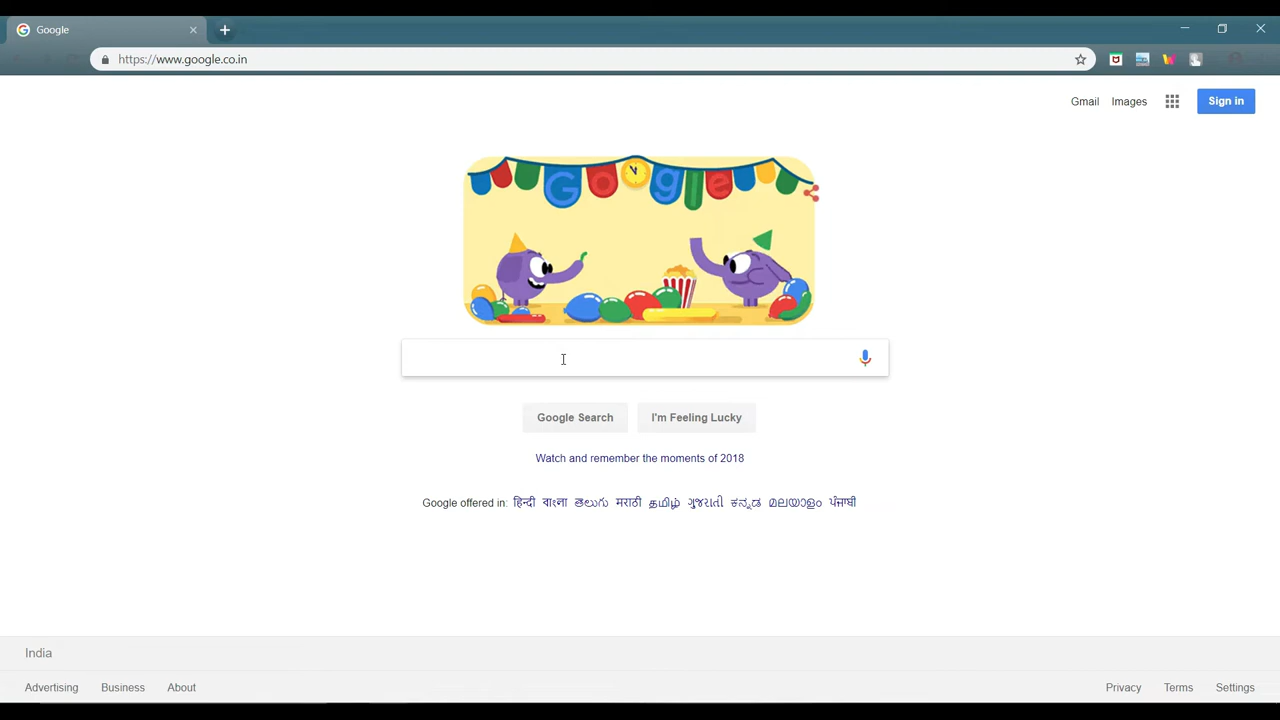 Google
https://www.google.co.in
Gmail Images Sign in
Google
Google Search I'm Feeling Lucky
Watch and remember the moments of 2018
Google offered in: हिन्दी বাংলা తెలుగు मराठी தமிழ் ગુજરાતી ಕನ್ನಡ മലയാളം ਪੰਜਾਬੀ
India
Advertising Business About Privacy Terms Settings